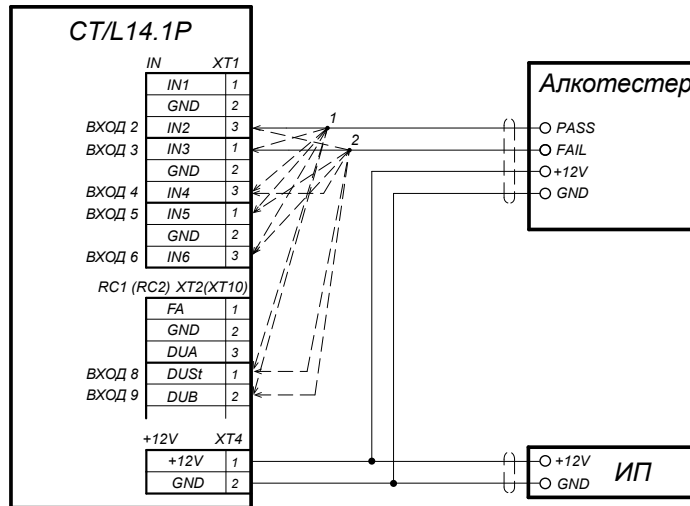 CT/L14.1P
IN XT1
IN1 1
GND 2
ВХОД 2 IN2 3
ВХОД 3 IN3 1
GND 2
ВХОД 4 IN4 3
ВХОД 5 IN5 1
GND 2
ВХОД 6 IN6 3
RC1 (RC2) XT2(XT10)
FA 1
GND 2
DUA 3
ВХОД 8 DUSt 1
ВХОД 9 DUB 2
+12V XT4
+12V 1
GND 2
1
2
Алкотестер
PASS
FAIL
+12V
GND
+12V
GND
ИП